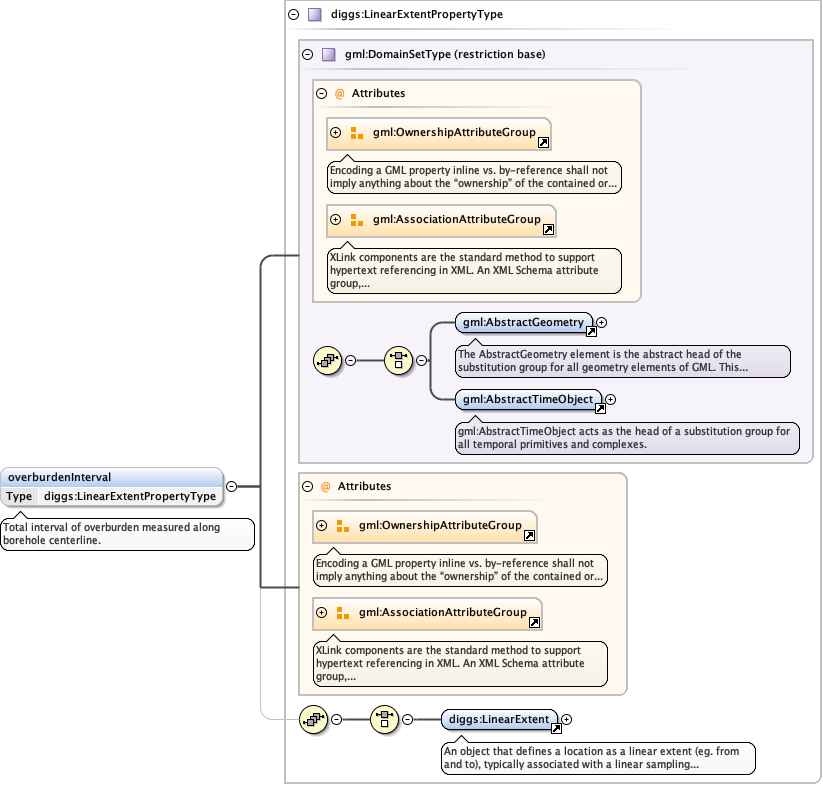 diggs:LinearExtentPropertyType
gml:DomainSetType (restriction base)
@ Attributes
gml:OwnershipAttributeGroup
Encoding a GML property inline vs. by-reference shall not
imply anything about the “ownership” of the contained or...
gml:AssociationAttributeGroup
XLink components are the standard method to support
hypertext referencing in XML. An XML Schema attribute
group,...
gml:AbstractGeometry
The AbstractGeometry element is the abstract head of the
substitution group for all geometry elements of GML. This...
gml:AbstractTimeObject
gml:AbstractTimeObject acts as the head of a substitution group for
all temporal primitives and complexes.
overburdenInterval
Type diggs:LinearExtentPropertyType
Total interval of overburden measured along
borehole centerline.
@ Attributes
gml:OwnershipAttributeGroup
Encoding a GML property inline vs. by-reference shall not
imply anything about the “ownership” of the contained or...
gml:AssociationAttributeGroup
XLink components are the standard method to support
hypertext referencing in XML. An XML Schema attribute
group,...
diggs:LinearExtent
An object that defines a location as a linear extent (eg. from
and to), typically associated with a linear sampling...